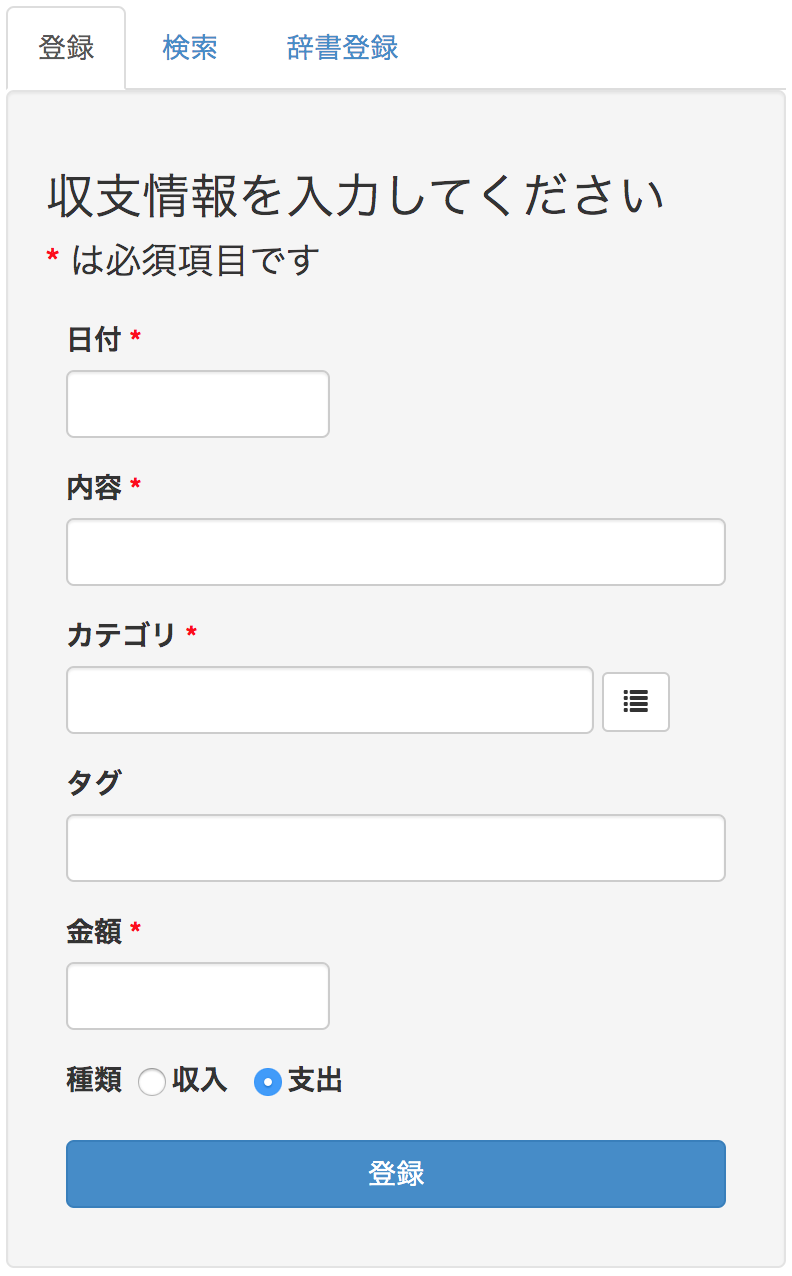 登録 検索 辞書登録
収支情報を入力してください
* は必須項目です
日付 *
内容 *
カテゴリ *
タグ
金額 *
種類 収入 支出
登録